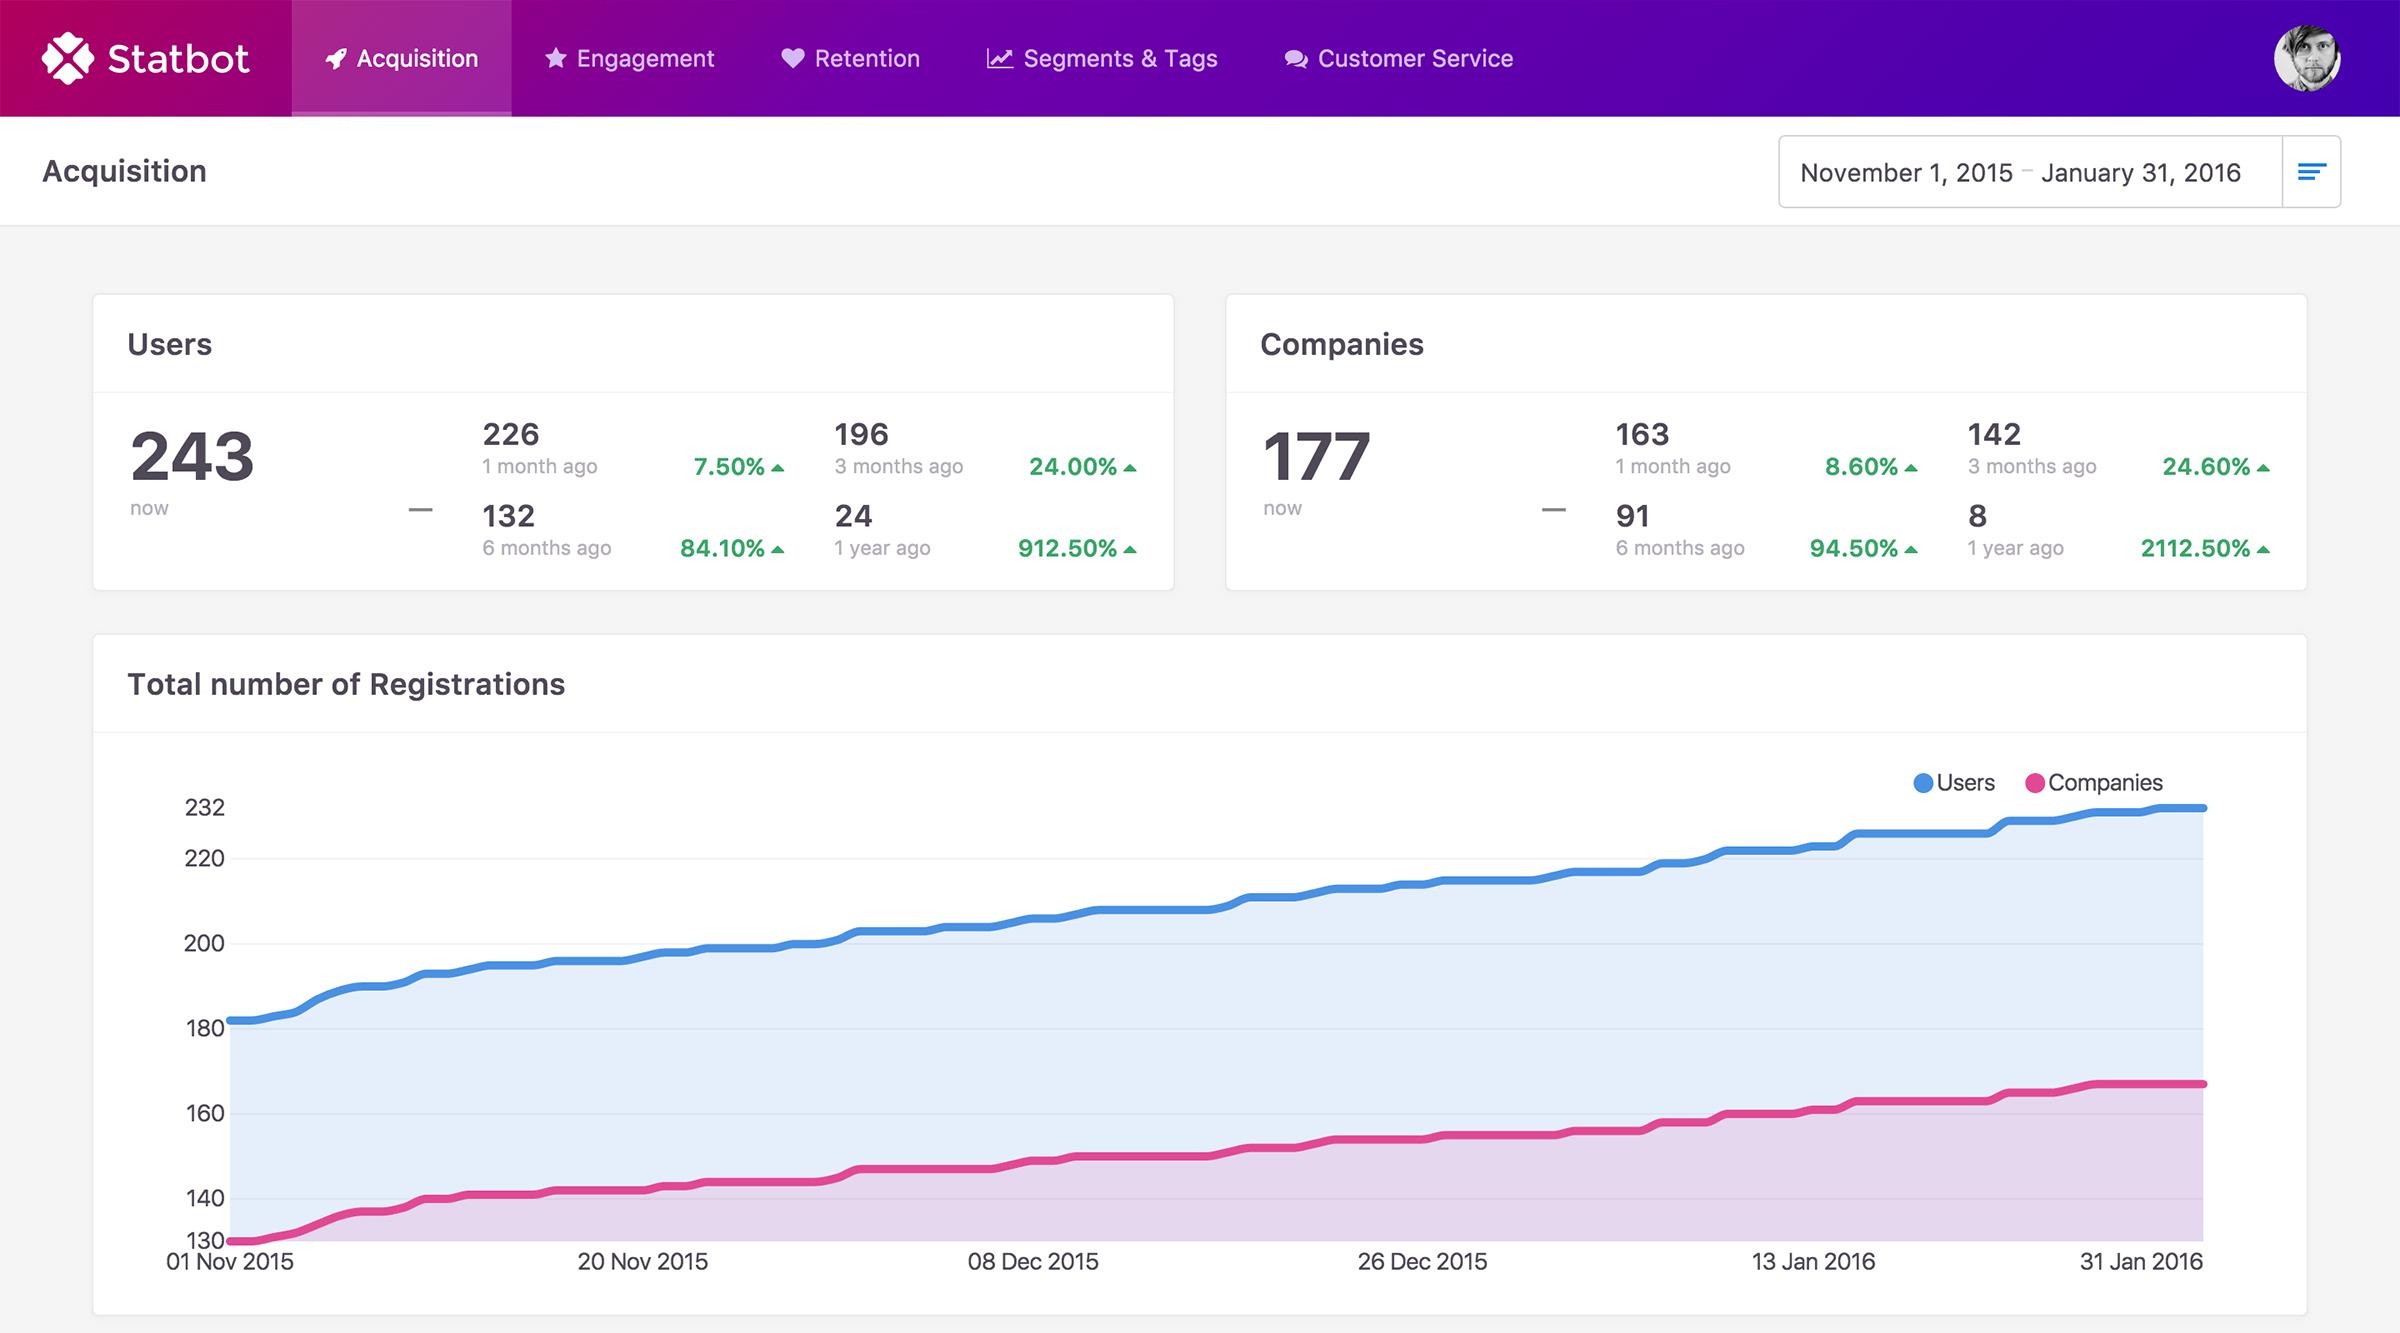 Statbot
Acquisition
Engagement
Retention
Segments & Tags
Customer Service
Acquisition
November 1, 2015 – January 31, 2016
Users
243
now
—
226
1 month ago
7.50%
196
3 months ago
24.00%
132
6 months ago
84.10%
24
1 year ago
912.50%
Companies
177
now
—
163
1 month ago
8.60%
142
3 months ago
24.60%
91
6 months ago
94.50%
8
1 year ago
2112.50%
Total number of Registrations
Users
Companies
232
220
200
180
160
140
130
01 Nov 2015
20 Nov 2015
08 Dec 2015
26 Dec 2015
13 Jan 2016
31 Jan 2016